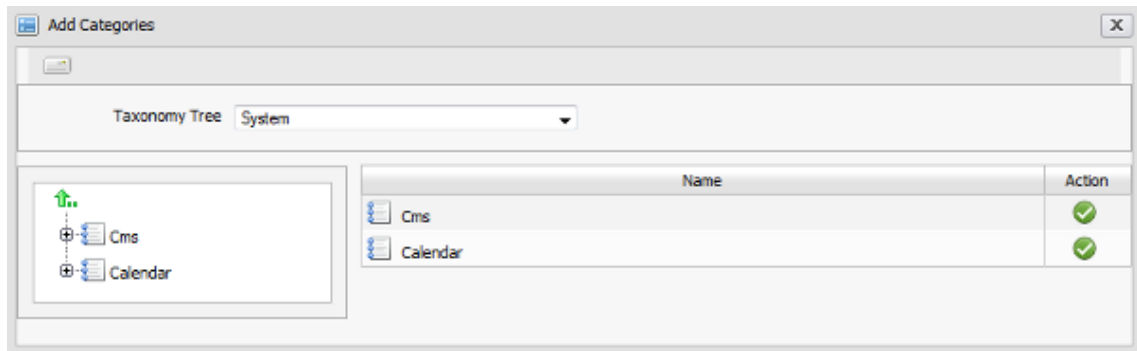 Add Categories
Taxonomy Tree System
Name Action
Cms
Calendar
Cms
Calendar